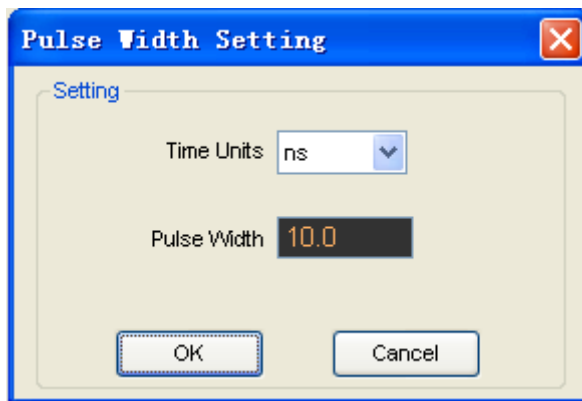 Pulse Width Setting
Setting
Time Units ns
Pulse Width 10.0
OK Cancel